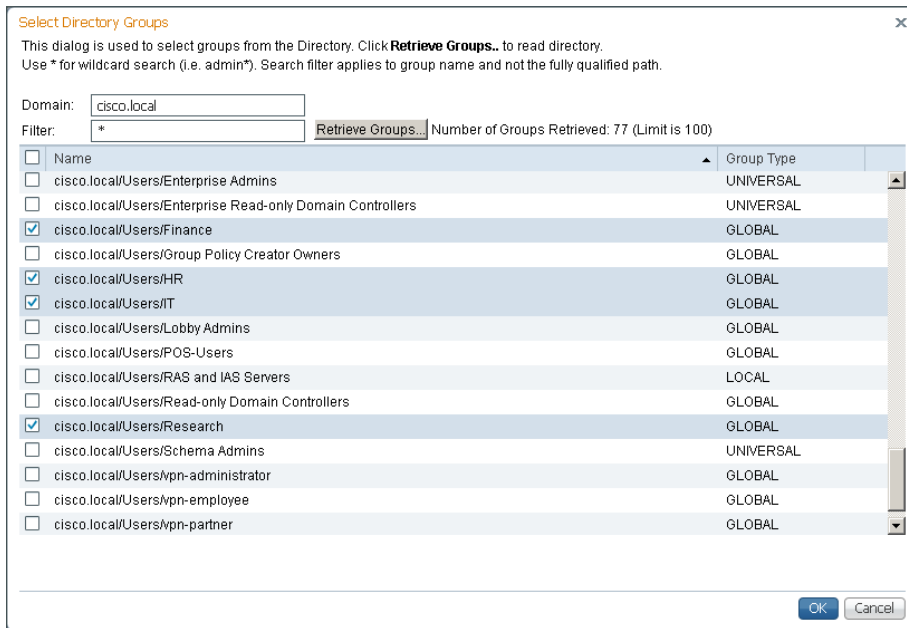 Select Directory Groups
This dialog is used to select groups from the Directory. Click Retrieve Groups.. to read directory.
Use * for wildcard search (i.e. admin*). Search filter applies to group name and not the fully qualified path.
Domain: cisco.local
Filter: * Retrieve Groups... Number of Groups Retrieved: 77 (Limit is 100)
Name Group Type
cisco.local/Users/Enterprise Admins UNIVERSAL
cisco.local/Users/Enterprise Read-only Domain Controllers UNIVERSAL
cisco.local/Users/Finance GLOBAL
cisco.local/Users/Group Policy Creator Owners GLOBAL
cisco.local/Users/HR GLOBAL
cisco.local/Users/IT GLOBAL
cisco.local/Users/Lobby Admins GLOBAL
cisco.local/Users/POS-Users GLOBAL
cisco.local/Users/RAS and IAS Servers LOCAL
cisco.local/Users/Read-only Domain Controllers GLOBAL
cisco.local/Users/Research GLOBAL
cisco.local/Users/Schema Admins UNIVERSAL
cisco.local/Users/vpn-administrator GLOBAL
cisco.local/Users/vpn-employee GLOBAL
cisco.local/Users/vpn-partner GLOBAL
OK Cancel